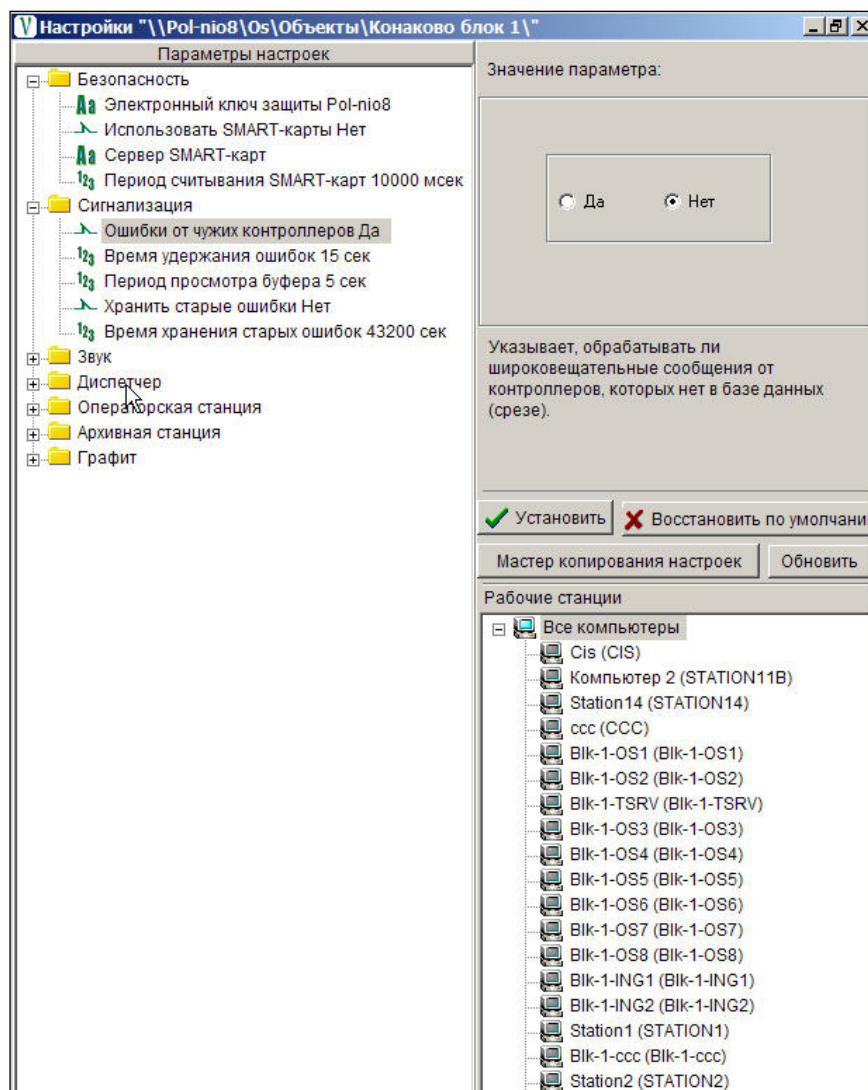 Настройки "\\Pol-nio8\Os\Объекты\Конаково блок 1\"
Параметры настроек
Безопасность
Aa Электронный ключ защиты Pol-nio8
Использовать SMART-карты Нет
Aa Сервер SMART-карт
123 Период считывания SMART-карт 10000 мсек
Сигнализация
Ошибки от чужих контроллеров Да
123 Время удержания ошибок 15 сек
123 Период просмотра буфера 5 сек
Хранить старые ошибки Нет
123 Время хранения старых ошибок 43200 сек
Звук
Диспетчер
Операторская станция
Архивная станция
Графит
Значение параметра:
Да Нет
Указывает, обрабатывать ли
широковещательные сообщения от
контроллеров, которых нет в базе данных
(срезе).
Установить Восстановить по умолчани
Мастер копирования настроек Обновить
Рабочие станции
Все компьютеры
Cis (CIS)
Компьютер 2 (STATION11B)
Station14 (STATION14)
ccc (CCC)
Blk-1-OS1 (Blk-1-OS1)
Blk-1-OS2 (Blk-1-OS2)
Blk-1-TSRV (Blk-1-TSRV)
Blk-1-OS3 (Blk-1-OS3)
Blk-1-OS4 (Blk-1-OS4)
Blk-1-OS5 (Blk-1-OS5)
Blk-1-OS6 (Blk-1-OS6)
Blk-1-OS7 (Blk-1-OS7)
Blk-1-OS8 (Blk-1-OS8)
Blk-1-ING1 (Blk-1-ING1)
Blk-1-ING2 (Blk-1-ING2)
Station1 (STATION1)
Blk-1-ccc (Blk-1-ccc)
Station2 (STATION2)